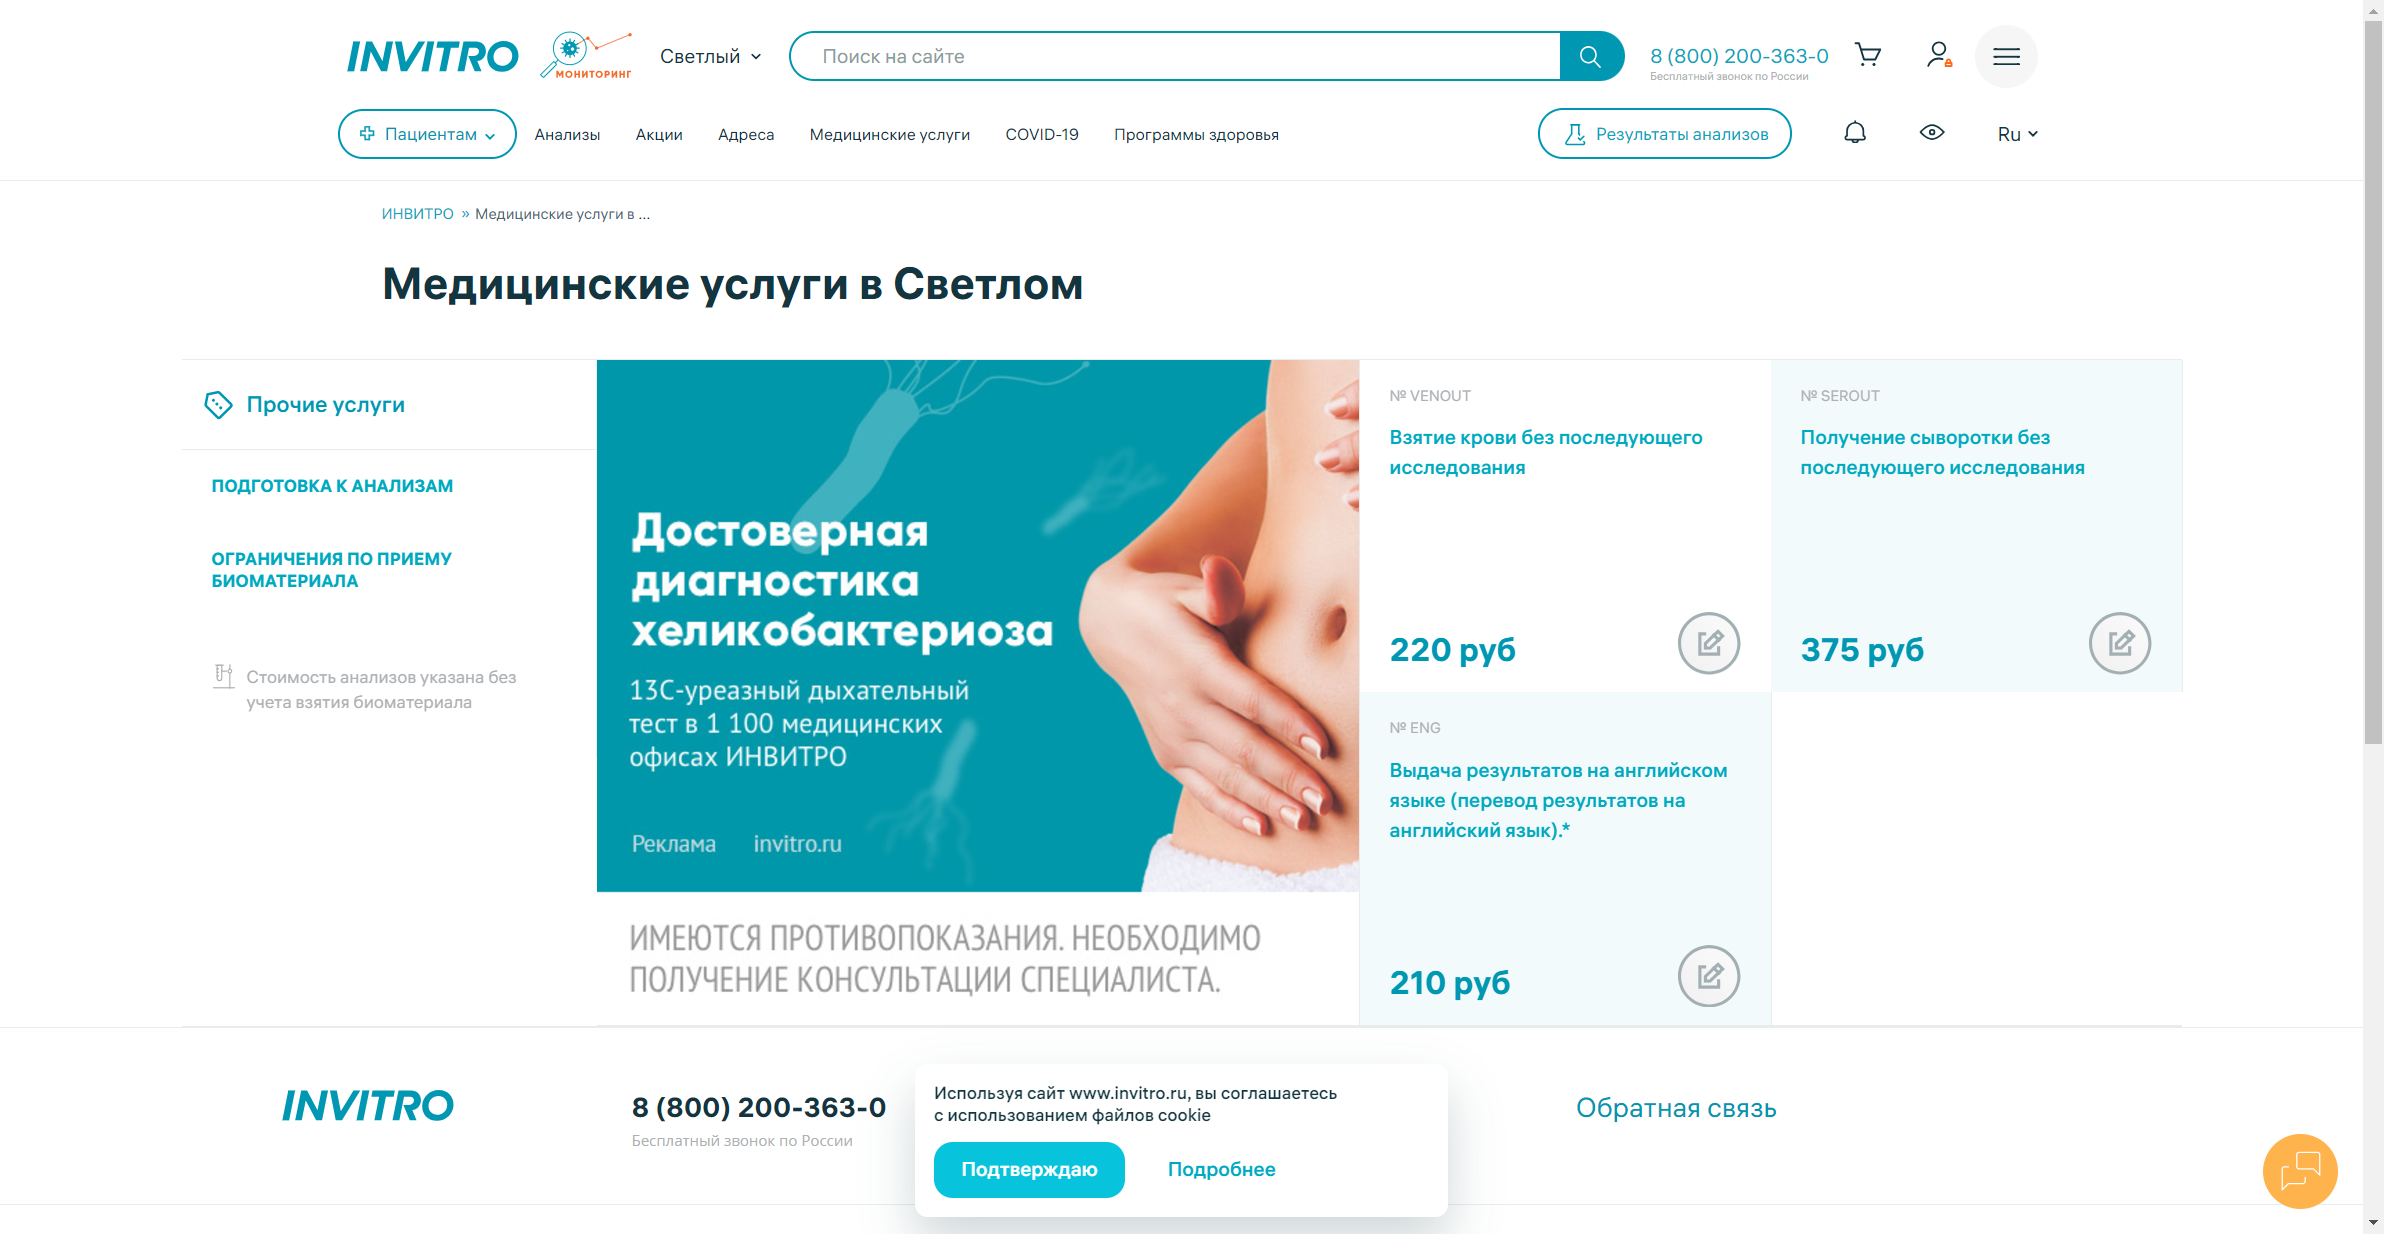 INVITRO
МОНИТОРИНГ
Светлый
Поиск на сайте
8 (800) 200-363-0
Бесплатный звонок по России
Пациентам
Анализы
Акции
Адреса
Медицинские услуги
COVID-19
Программы здоровья
Результаты анализов
Ru
ИНВИТРО » Медицинские услуги в ...
Медицинские услуги в Светлом
Прочие услуги
ПОДГОТОВКА К АНАЛИЗАМ
ОГРАНИЧЕНИЯ ПО ПРИЕМУ
БИОМАТЕРИАЛА
Стоимость анализов указана без
учета взятия биоматериала
Достоверная
диагностика
хеликобактериоза
13С-уреазный дыхательный
тест в 1 100 медицинских
офисах ИНВИТРО
Реклама invitro.ru
ИМЕЮТСЯ ПРОТИВОПОКАЗАНИЯ. НЕОБХОДИМО
ПОЛУЧЕНИЕ КОНСУЛЬТАЦИИ СПЕЦИАЛИСТА.
№ VENOUT
Взятие крови без последующего
исследования
220 руб
№ SEROUT
Получение сыворотки без
последующего исследования
375 руб
№ ENG
Выдача результатов на английском
языке (перевод результатов на
английский язык).*
210 руб
INVITRO
8 (800) 200-363-0
Бесплатный звонок по России
Обратная связь
Используя сайт www.invitro.ru, вы соглашаетесь
с использованием файлов cookie
Подтверждаю
Подробнее